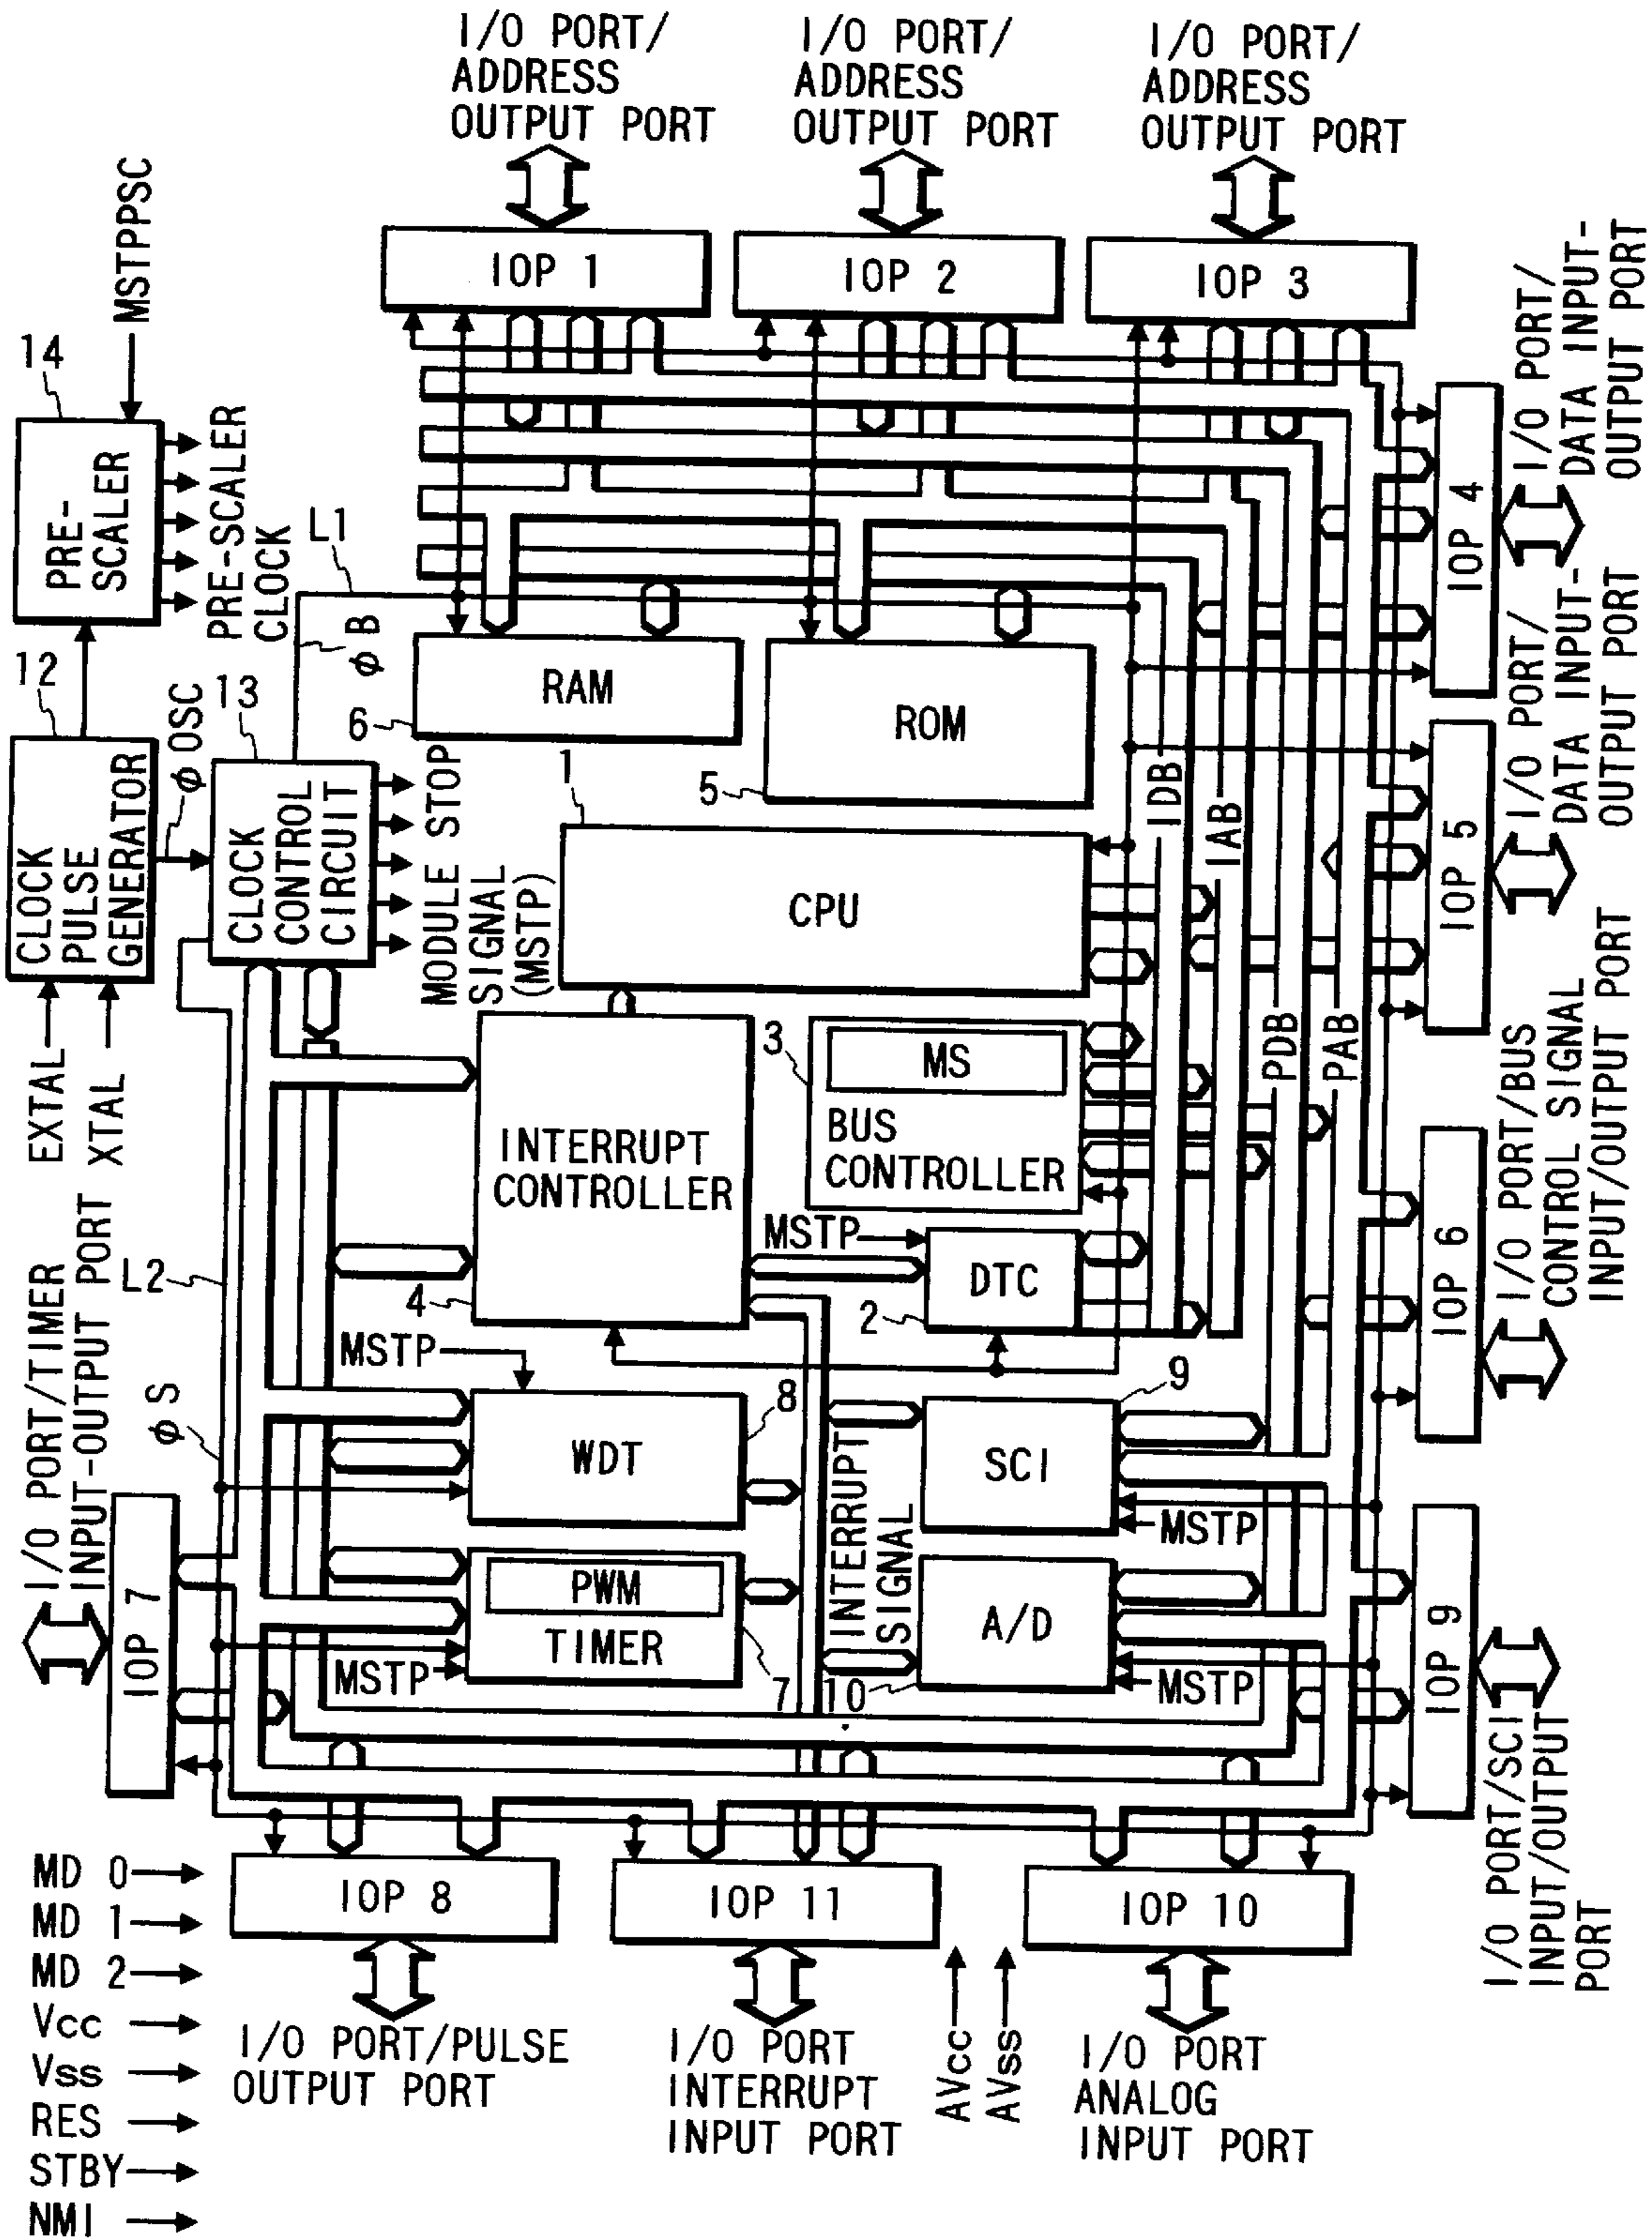 I/O PORT/
ADDRESS
OUTPUT PORT
I/O PORT/
ADDRESS
OUTPUT PORT
I/O PORT/
ADDRESS
OUTPUT PORT
MSTPPSC
14
PRE-
SCALER
PRE-SCALER
CLOCK
IOP 1
IOP 2
IOP 3
I/O PORT/
DATA INPUT-
OUTPUT PORT
IOP 4
L1
φ B
12
CLOCK
PULSE
GENERATOR
φ OSC
13
CLOCK
CONTROL
CIRCUIT
MODULE STOP
SIGNAL
(MSTP)
EXTAL
XTAL
RAM
6
ROM
5
1
CPU
IDB
IAB
PDB
PAB
I/O PORT/
DATA INPUT-
OUTPUT PORT
IOP 5
3
MS
BUS
CONTROLLER
INTERRUPT
CONTROLLER
4
MSTP
DTC
2
I/O PORT/BUS
CONTROL SIGNAL
INPUT/OUTPUT PORT
IOP 6
L2
φ S
I/O PORT/TIMER
INPUT-OUTPUT PORT
IOP 7
MSTP
WDT
8
9
SCI
MSTP
INTERRUPT
SIGNAL
PWM
TIMER
MSTP
7
A/D
10
MSTP
IOP 9
I/O PORT/SCI
INPUT/OUTPUT
PORT
IOP 8
IOP 11
IOP 10
I/O PORT/PULSE
OUTPUT PORT
I/O PORT
INTERRUPT
INPUT PORT
AVcc
AVss
I/O PORT
ANALOG
INPUT PORT
MD 0
MD 1
MD 2
Vcc
Vss
RES
STBY
NMI